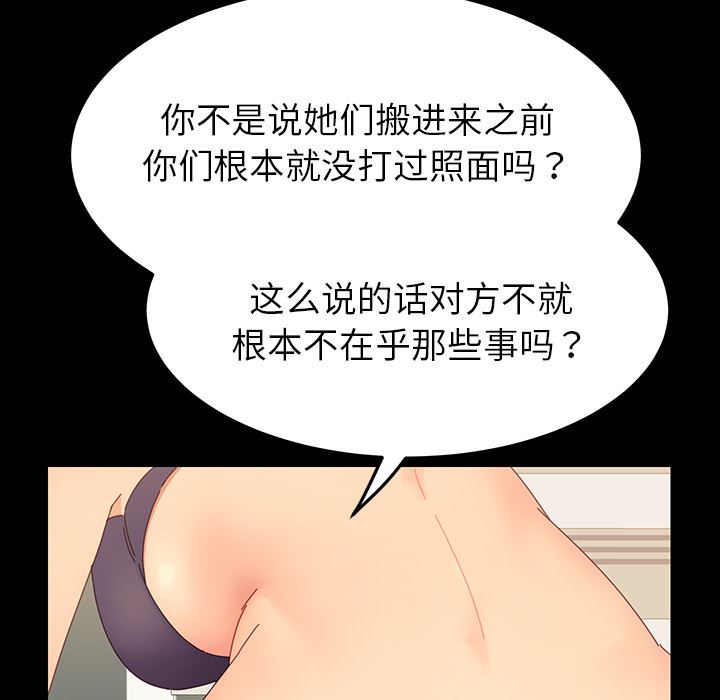 你不是说她们搬进来之前
你们根本就没打过照面吗？
这么说的话对方不就
根本不在乎那些事吗？